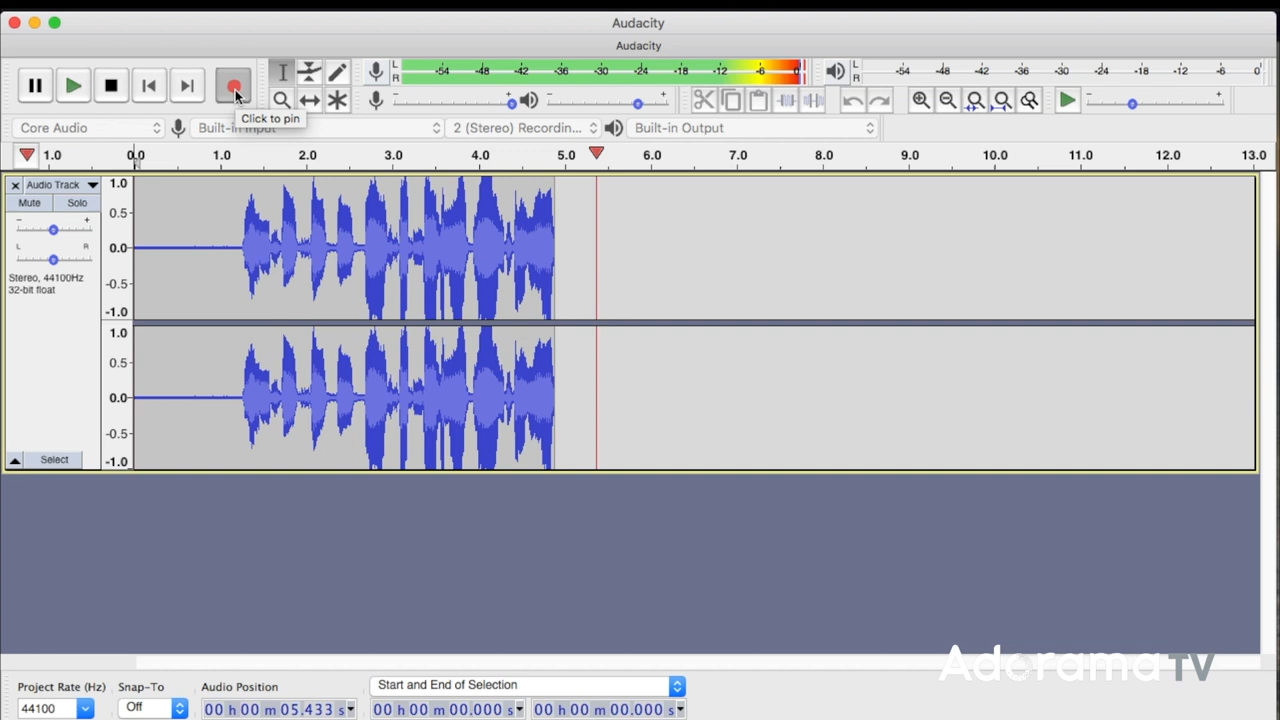 Audacity
Audacity
L
R
-54 -48 -42 -36 -30 -24 -18 -12 -6 0
L
R
-54 -48 -42 -36 -30 -24 -18 -12 -6 0
Click to pin
Core Audio
Built-in Input
2 (Stereo) Recordin...
Built-in Output
1.0 0.0 1.0 2.0 3.0 4.0 5.0 6.0 7.0 8.0 9.0 10.0 11.0 12.0 13.0
Audio Track
Mute Solo
- +
L R
Stereo, 44100Hz
32-bit float
Select
1.0
0.5
0.0
-0.5
-1.0
1.0
0.5
0.0
-0.5
-1.0
Adorama TV
Project Rate (Hz) Snap-To Audio Position Start and End of Selection
44100 Off 00 h 00 m 05.433 s 00 h 00 m 00.000 s 00 h 00 m 00.000 s